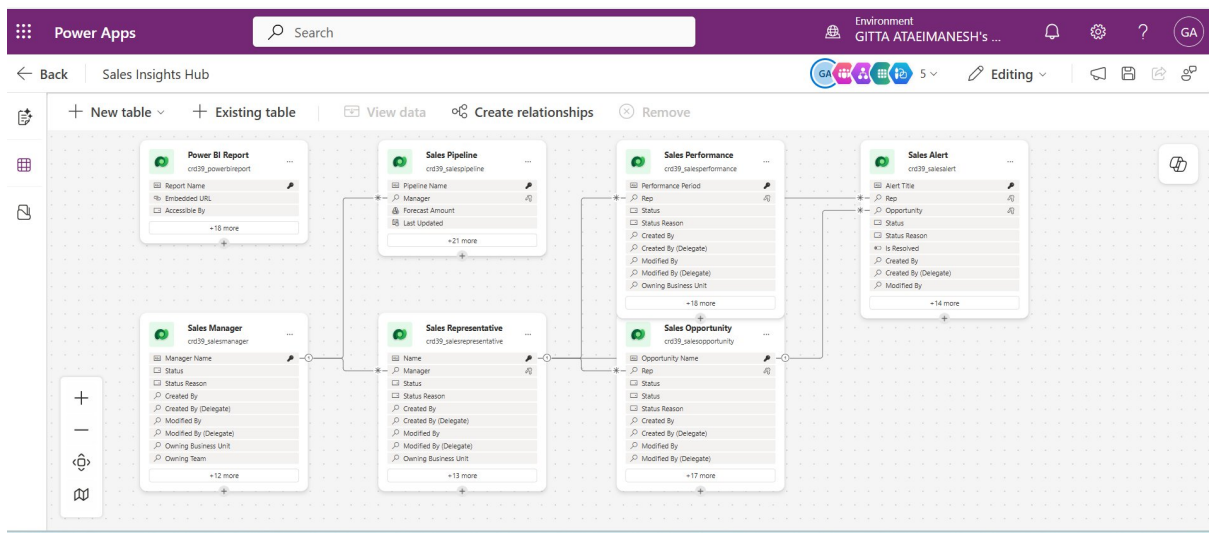 Power Apps
Search
Environment
GITTA ATAEIMANESH's ...
GA
Back
Sales Insights Hub
GA
5
Editing
New table
Existing table
View data
Create relationships
Remove
Power BI Report
crd39_powerbireport
Report Name
Embedded URL
Accessible By
+18 more
Sales Pipeline
crd39_salespipeline
Pipeline Name
Manager
Forecast Amount
Last Updated
+21 more
Sales Performance
crd39_salesperformance
Performance Period
Rep
Status
Status Reason
Created By
Created By (Delegate)
Modified By
Modified By (Delegate)
Owning Business Unit
+18 more
Sales Alert
crd39_salesalert
Alert Title
Rep
Opportunity
Status
Status Reason
Is Resolved
Created By
Created By (Delegate)
Modified By
+14 more
Sales Manager
crd39_salesmanager
Manager Name
Status
Status Reason
Created By
Created By (Delegate)
Modified By
Modified By (Delegate)
Owning Business Unit
Owning Team
+12 more
Sales Representative
crd39_salesrepresentative
Name
Manager
Status
Status Reason
Created By
Created By (Delegate)
Modified By
Modified By (Delegate)
Owning Business Unit
+13 more
Sales Opportunity
crd39_salesopportunity
Opportunity Name
Rep
Status
Status
Status Reason
Created By
Created By (Delegate)
Modified By
Modified By (Delegate)
+17 more